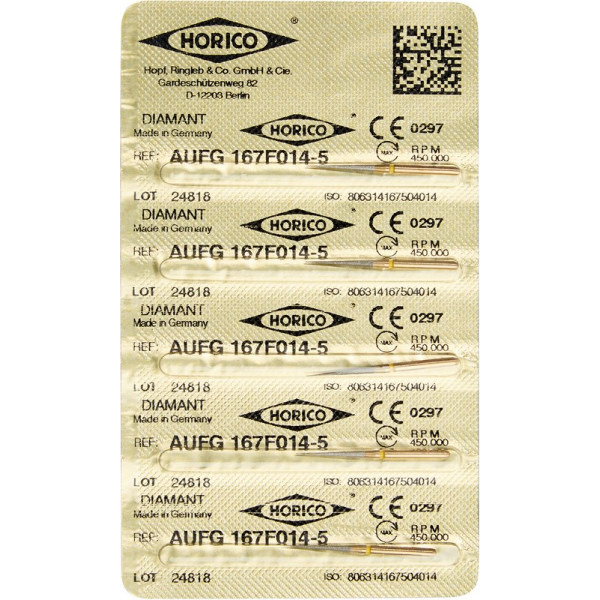 HORICO ®
Hopf, Ringleb & Co. GmbH & Cie.
Gardeschützenweg 82
D-12203 Berlin
DIAMANT
Made in Germany
HORICO
CE 0297
REF: AUFG 167F014-5
MAX
RPM
450.000
LOT 24818
ISO: 806314167504014
DIAMANT
Made in Germany
HORICO
CE 0297
REF: AUFG 167F014-5
MAX
RPM
450.000
LOT 24818
ISO: 806314167504014
DIAMANT
Made in Germany
HORICO
CE 0297
REF: AUFG 167F014-5
MAX
RPM
450.000
LOT 24818
ISO: 806314167504014
DIAMANT
Made in Germany
HORICO
CE 0297
REF: AUFG 167F014-5
MAX
RPM
450.000
LOT 24818
ISO: 806314167504014
DIAMANT
Made in Germany
HORICO
CE 0297
REF: AUFG 167F014-5
MAX
RPM
450.000
LOT 24818
ISO: 806314167504014